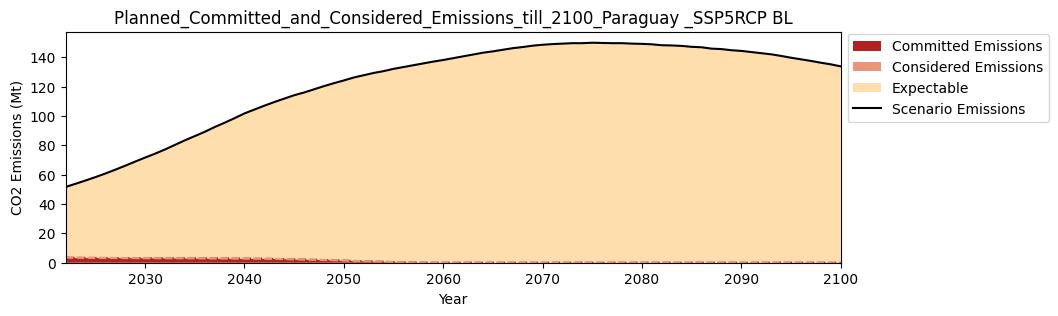 Planned_Committed_and_Considered_Emissions_till_2100_Paraguay _SSP5RCP BL
Committed Emissions
Considered Emissions
Expectable
Scenario Emissions
CO2 Emissions (Mt)
140
120
100
80
60
40
20
0
2030 2040 2050 2060 2070 2080 2090 2100
Year